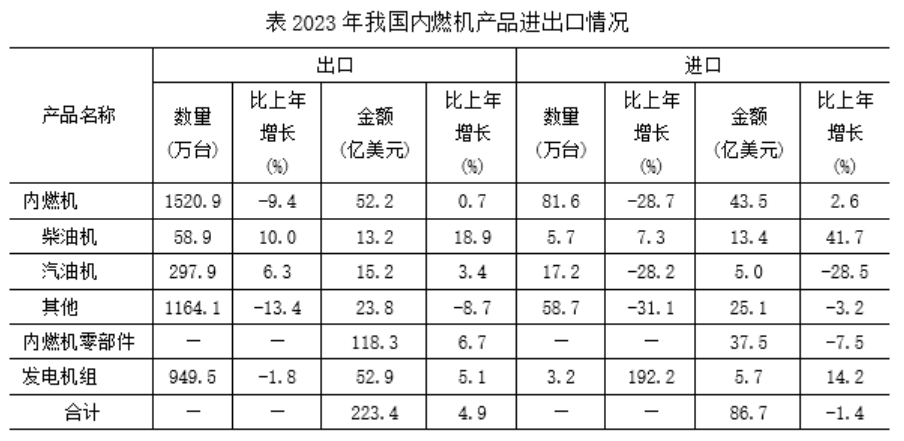 表 2023 年我国内燃机产品进出口情况
产品名称 出口 进口
数量(万台) 比上年增长(%) 金额(亿美元) 比上年增长(%) 数量(万台) 比上年增长(%) 金额(亿美元) 比上年增长(%)
内燃机 1520.9 -9.4 52.2 0.7 81.6 -28.7 43.5 2.6
柴油机 58.9 10.0 13.2 18.9 5.7 7.3 13.4 41.7
汽油机 297.9 6.3 15.2 3.4 17.2 -28.2 5.0 -28.5
其他 1164.1 -13.4 23.8 -8.7 58.7 -31.1 25.1 -3.2
内燃机零部件 — — 118.3 6.7 — — 37.5 -7.5
发电机组 949.5 -1.8 52.9 5.1 3.2 192.2 5.7 14.2
合计 — — 223.4 4.9 — — 86.7 -1.4